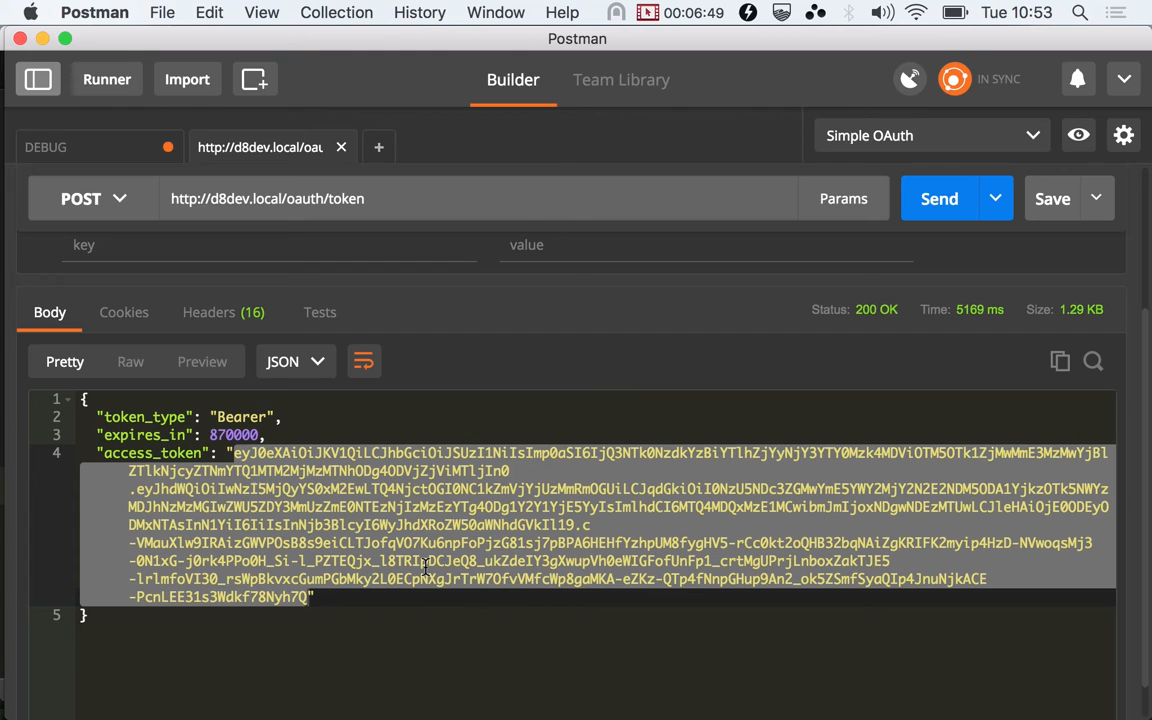 Postman File Edit View Collection History Window Help 00:06:49 Tue 10:53
Postman
Runner Import Builder Team Library IN SYNC
DEBUG http://d8dev.local/oau Simple OAuth
POST http://d8dev.local/oauth/token Params Send Save
key value
Body Cookies Headers (16) Tests Status: 200 OK Time: 5169 ms Size: 1.29 KB
Pretty Raw Preview JSON
1 {
2 "token_type": "Bearer",
3 "expires_in": 870000,
4 "access_token": "eyJ0eXAiOiJKV1QiLCJhbGciOiJSUzI1NiIsImp0aSI6IjQ3NTk0NzdkYzBiYTlhZjYyNjY3YTY0Mzk4MDViOTM5OTk1ZjMwMmE3MzMwYjBl
ZTlkNjcyZTNmYTQ1MTM2MjMzMTNhODg4ODVjZjViMTljIn0
.eyJhdWQiOiIwNzI5MjQyYS0xM2EwLTQ4NjctOGI0NC1kZmVjYjUzMmRmOGUiLCJqdGkiOiI0NzU5NDc3ZGMwYmE5YWY2MjY2N2E2NDM5ODA1YjkzOTk5NWYz
5 }